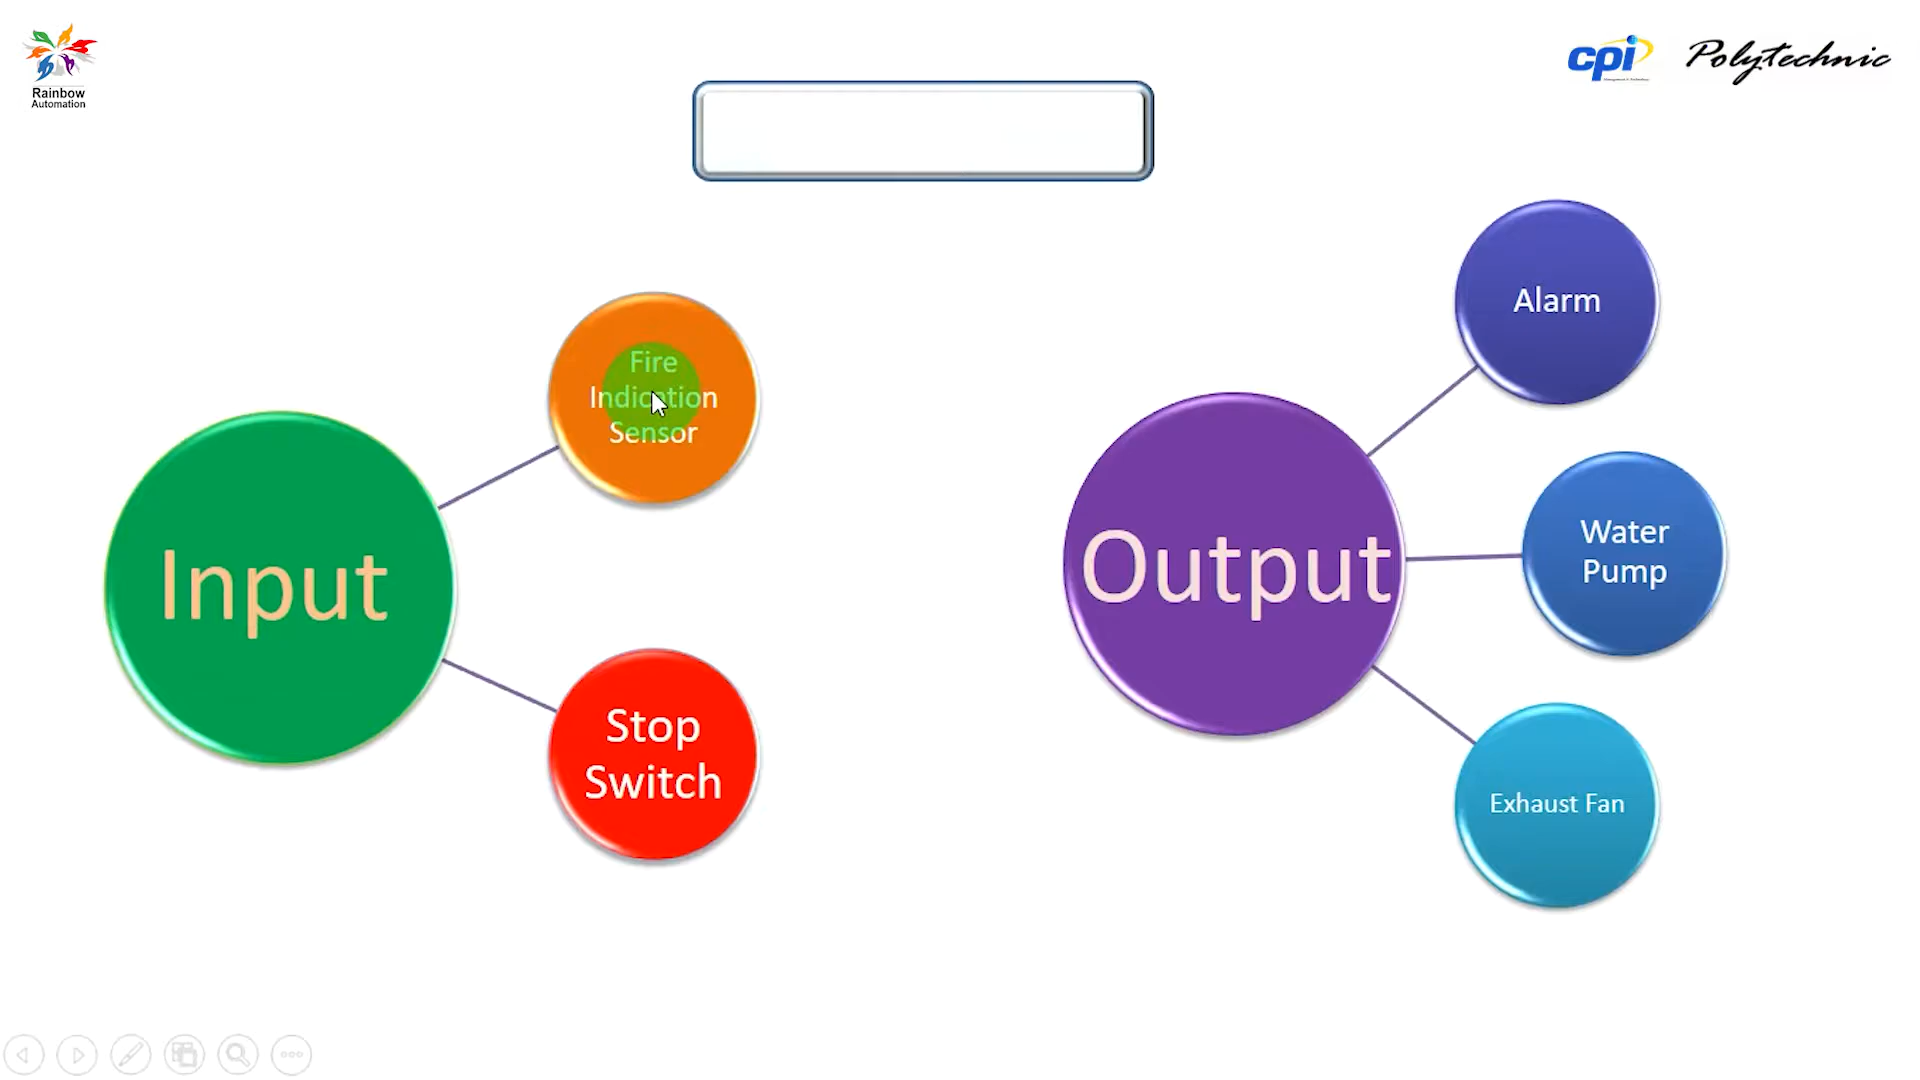 Rainbow
Automation
cpi
Polytechnic
Input
Fire
Indication
Sensor
Stop
Switch
Output
Alarm
Water
Pump
Exhaust Fan